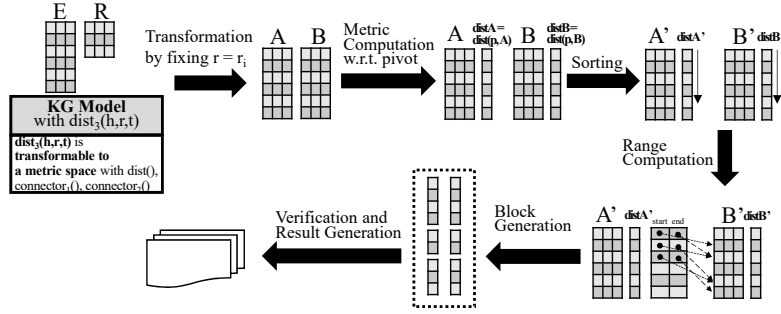 E R
Transformation
by fixing r = rᵢ
A B
Metric
Computation
w.r.t. pivot
A distA= dist(p,A)
B distB= dist(p,B)
Sorting
A' distA'
B' distB
KG Model
with dist₃(h,r,t)
dist₃(h,r,t) is
transformable to
a metric space with dist(),
connector₁(), connector₂()
Range
Computation
A' distA' start end
B' distB'
Block
Generation
Verification and
Result Generation